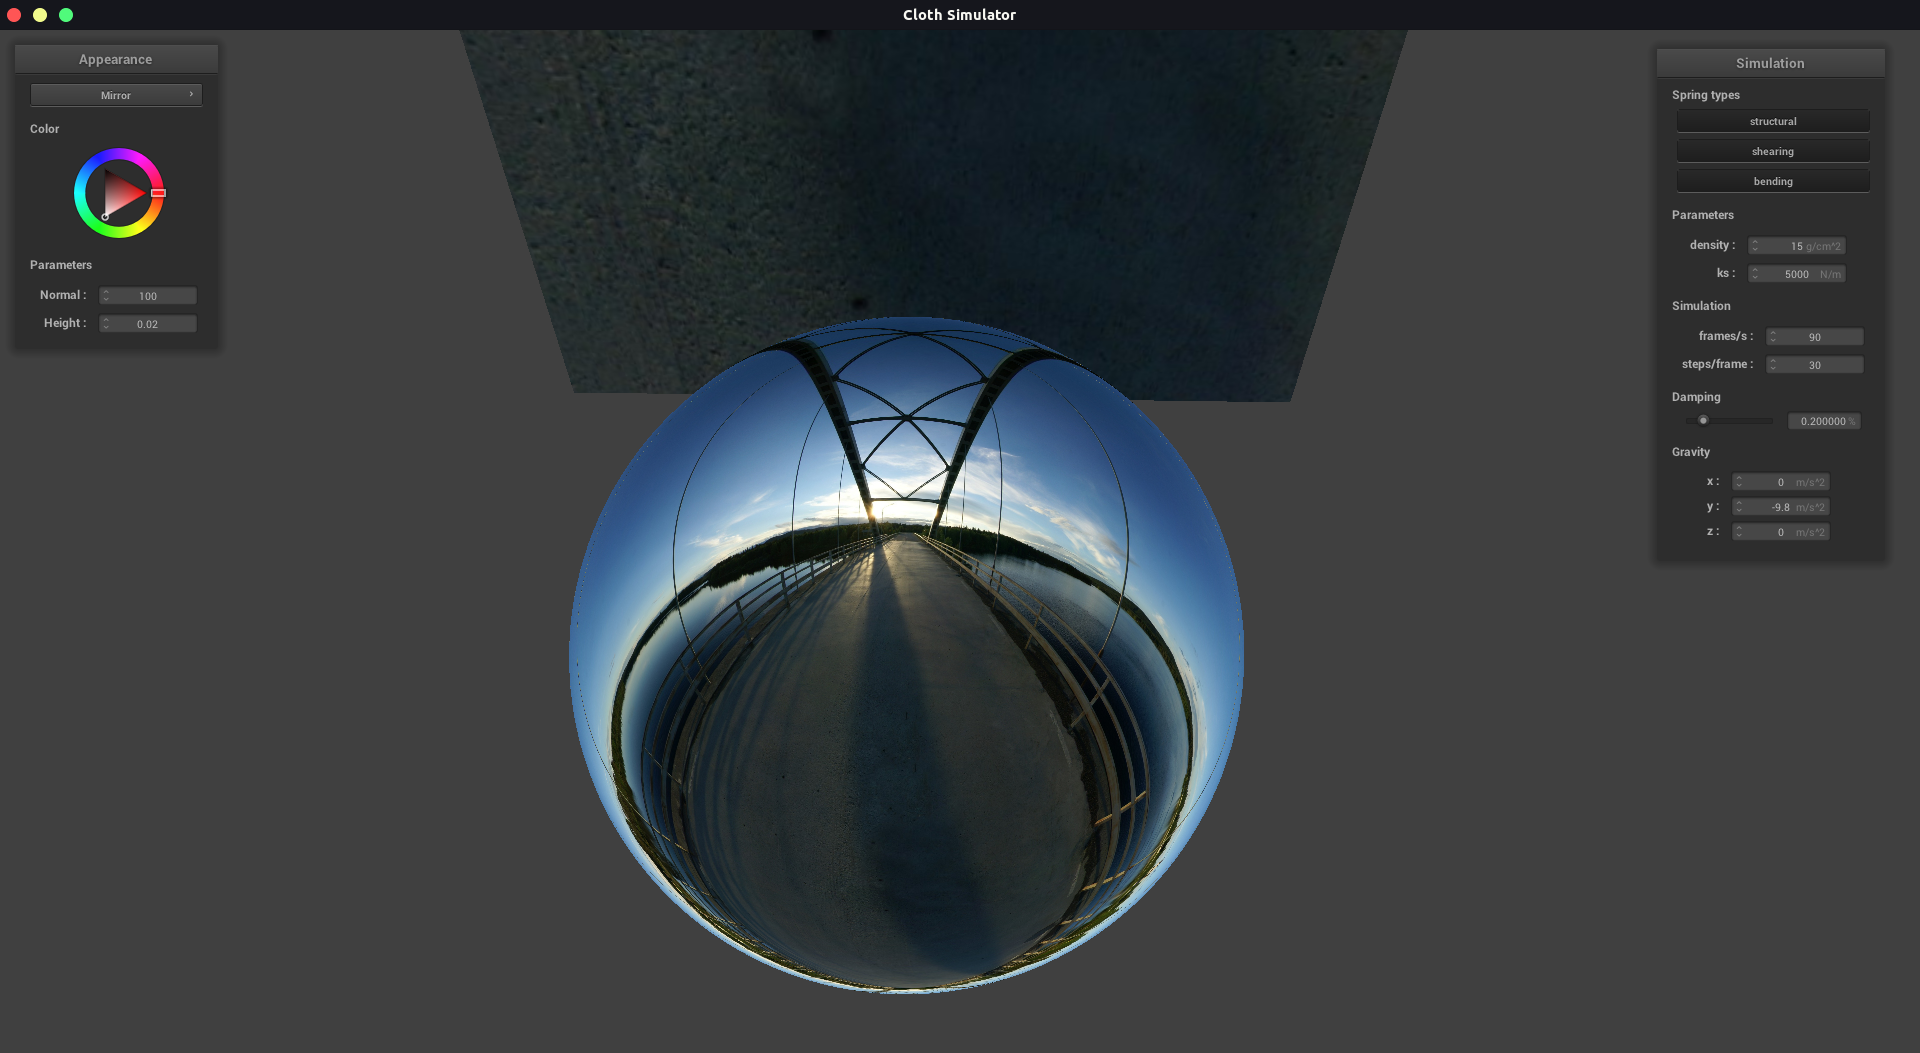 Cloth Simulator
Appearance
Mirror
Color
Parameters
Normal : 100
Height : 0.02
Simulation
Spring types
structural
shearing
bending
Parameters
density : 15 g/cm^2
ks : 5000 N/m
Simulation
frames/s : 90
steps/frame : 30
Damping
0.200000 %
Gravity
x : 0 m/s^2
y : -9.8 m/s^2
z : 0 m/s^2